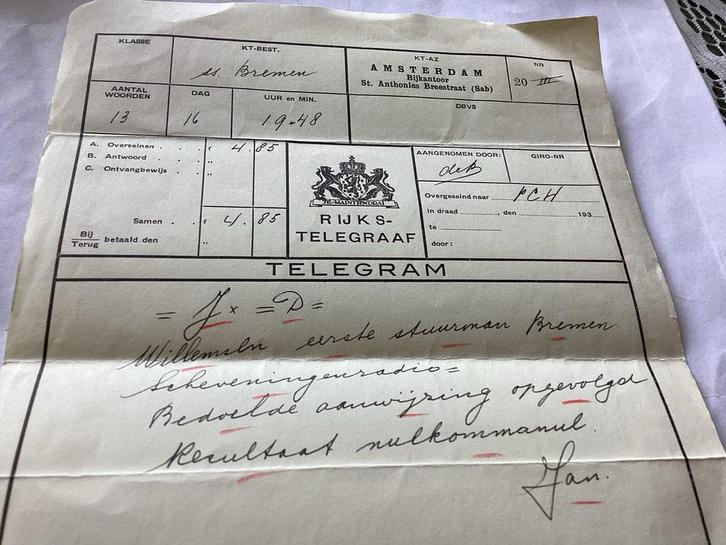 KLASSE
KT-BEST.
ss. Bremen
KT-AZ
AMSTERDAM
Bijkantoor
St. Anthonies Breestraat (Sab)
NR
20 III
AANTAL
WOORDEN
13
DAG
16
UUR en MIN.
19.48
DBVS
A. Overseinen . . . . f 4.85
B. Antwoord . . . . "
C. Ontvangbewijs . . "
Samen . . f 4.85
Bij
Terug betaald den "
JE MAINTIENDRAI
RIJKS-
TELEGRAAF
AANGENOMEN DOOR:
deB
GIRO-NR
Overgeseind naar PCH
in draad , den 193
te
door:
TELEGRAM
= J x = D =
Willemsen eerste stuurman Bremen
Scheveningenradio =
Bedoelde aanwijzing opgevolgd
Resultaat nulkommanul.
Jan.